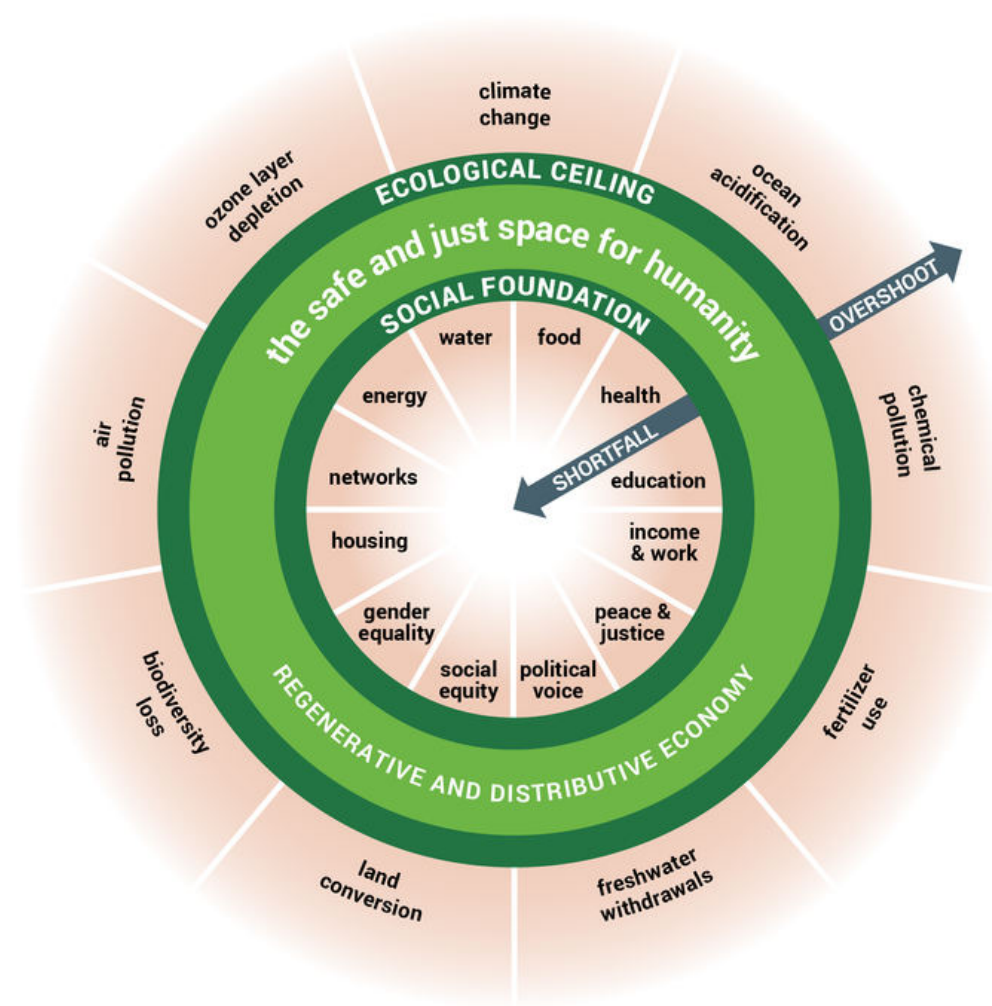 climate
change
ozone layer
depletion
ocean
acidification
ECOLOGICAL CEILING
the safe and just space for humanity
OVERSHOOT
SOCIAL FOUNDATION
water
food
energy
health
air
pollution
chemical
pollution
SHORTFALL
networks
education
housing
income
& work
gender
equality
peace &
justice
social
equity
political
voice
biodiversity
loss
fertilizer
use
REGENERATIVE AND DISTRIBUTIVE ECONOMY
land
conversion
freshwater
withdrawals